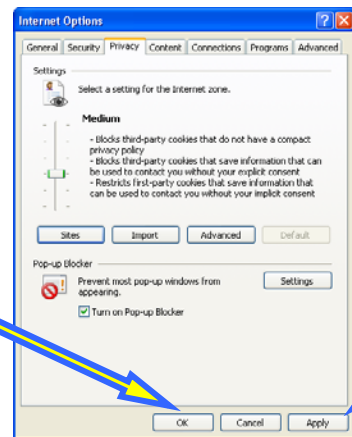 Internet Options
General Security Privacy Content Connections Programs Advanced
Settings
Select a setting for the Internet zone.
Medium
- Blocks third-party cookies that do not have a compact
privacy policy
- Blocks third-party cookies that save information that can
be used to contact you without your explicit consent
- Restricts first-party cookies that save information that
can be used to contact you without your implicit consent
Sites Import Advanced Default
Pop-up Blocker
Prevent most pop-up windows from
appearing.
Settings
Turn on Pop-up Blocker
OK Cancel Apply